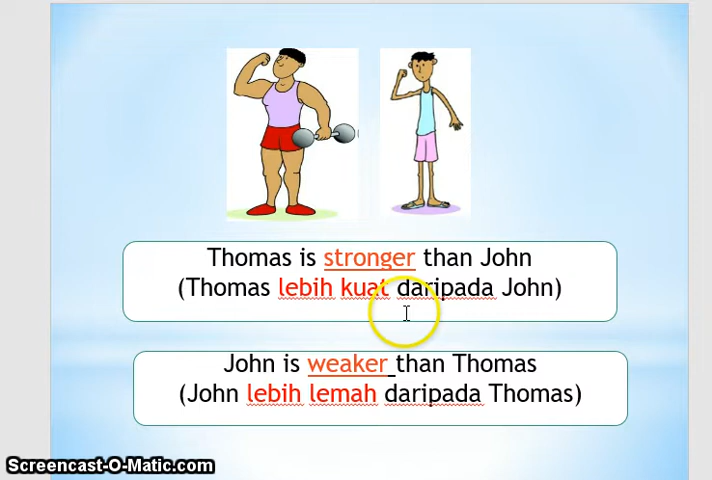 Thomas is stronger than John
(Thomas lebih kuat daripada John)
John is weaker than Thomas
(John lebih lemah daripada Thomas)
Screencast-O-Matic.com